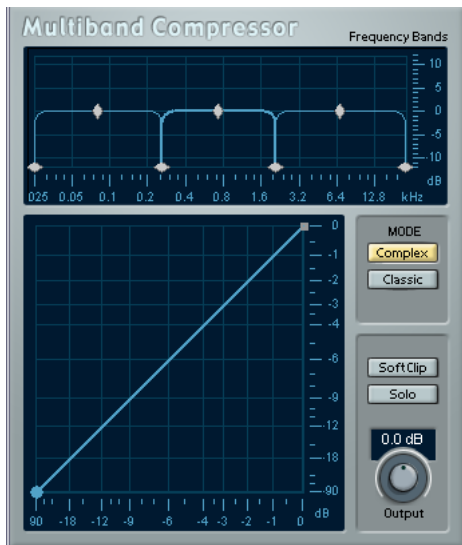 Multiband Compressor
Frequency Bands
10
5
0
-5
-10
dB
025 0.05 0.1 0.2 0.4 0.8 1.6 3.2 6.4 12.8 kHz
0
-1
-2
-3
-4
-6
-9
-12
-18
-90
90 -18 -12 -9 -6 -4 -3 -2 -1 0 dB
MODE
Complex
Classic
SoftClip
Solo
0.0 dB
Output